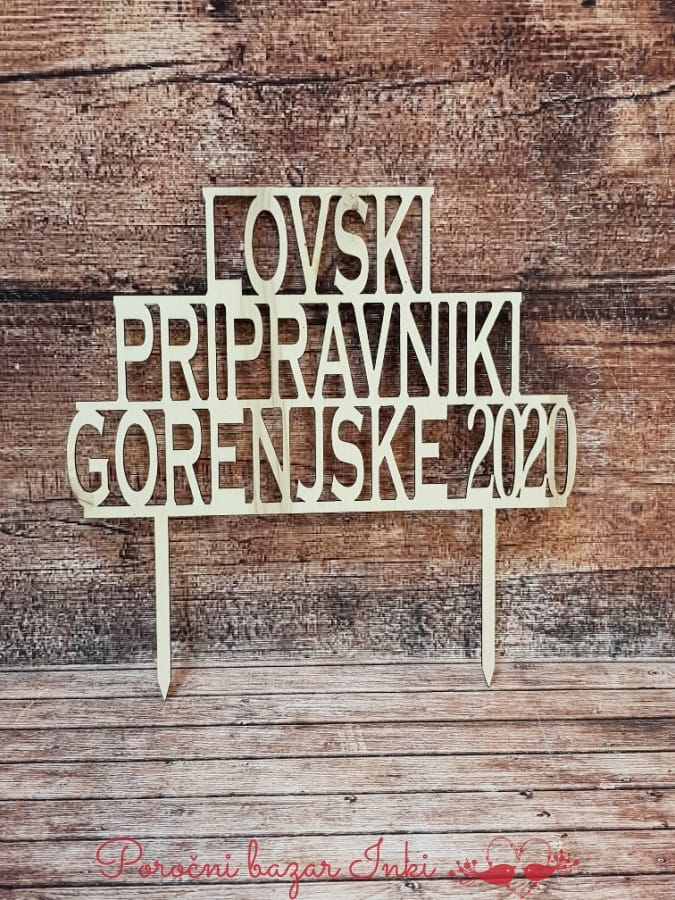 LOVSKI
PRIPRAVNIKI
GORENJSKE 2020
Poročni bazar Inki